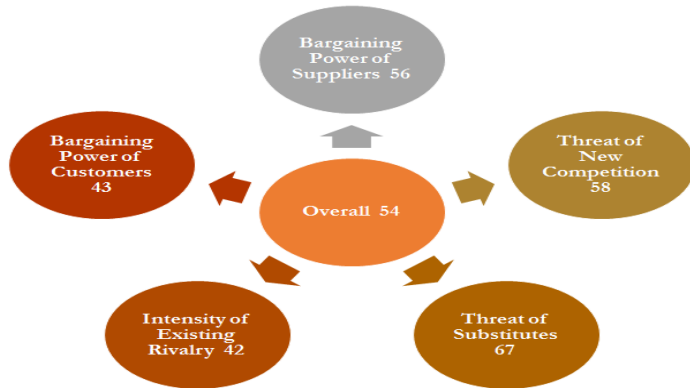 Bargaining
Power of
Suppliers 56
Bargaining
Power of
Customers
43
Threat of
New
Competition
58
Overall 54
Intensity of
Existing
Rivalry 42
Threat of
Substitutes
67